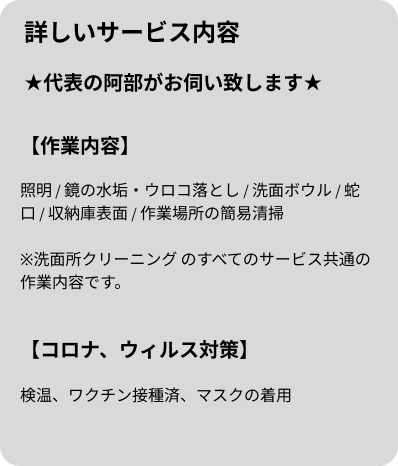 詳しいサービス内容
★代表の阿部がお伺い致します★
【作業内容】
照明 / 鏡の水垢・ウロコ落とし / 洗面ボウル / 蛇
口 / 収納庫表面 / 作業場所の簡易清掃
※洗面所クリーニング のすべてのサービス共通の
作業内容です。
【コロナ、ウィルス対策】
検温、ワクチン接種済、マスクの着用